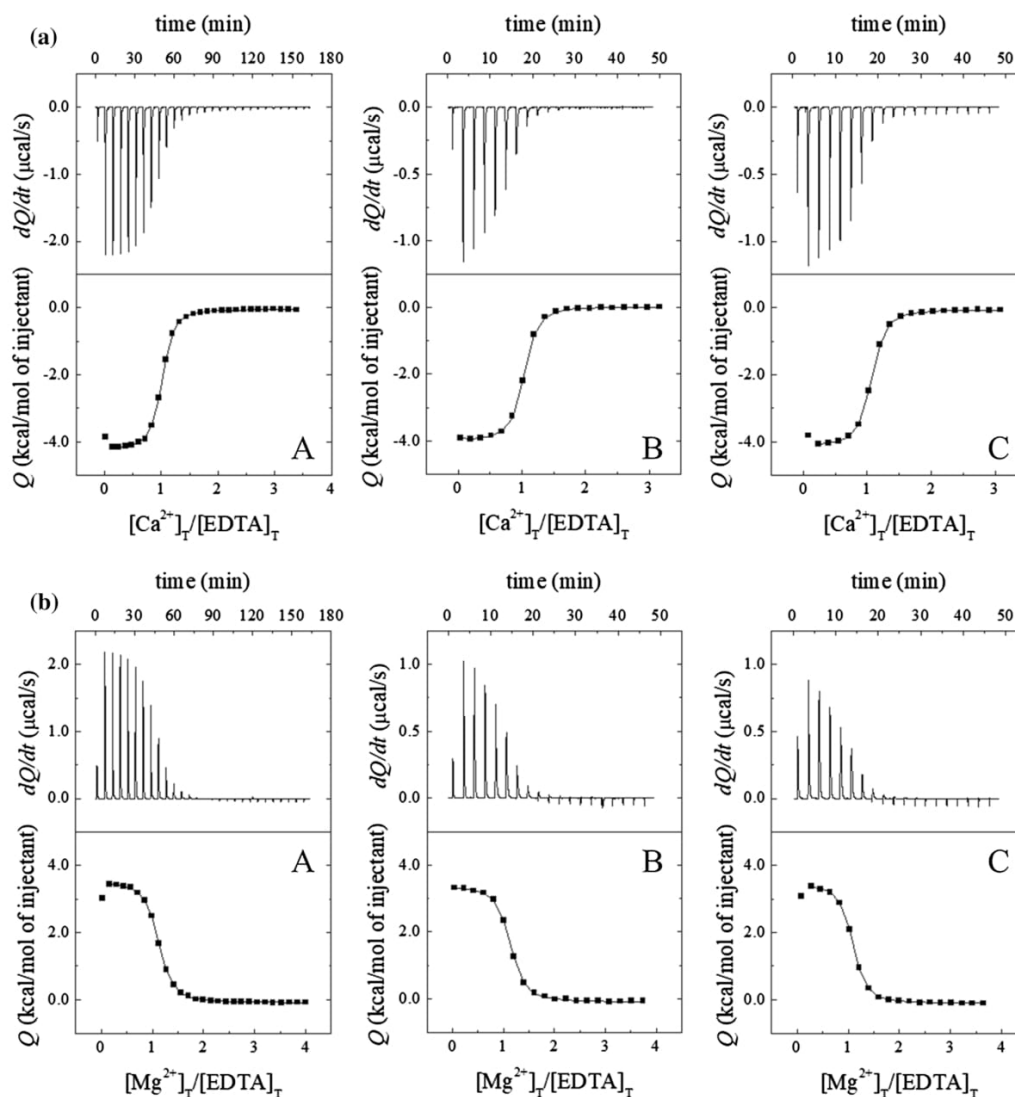 (a)
time (min)
0 30 60 90 120 150 180
dQ/dt (μcal/s)
0.0
-1.0
-2.0
Q (kcal/mol of injectant)
0.0
-2.0
-4.0
A
0 1 2 3 4
[Ca²⁺]T/[EDTA]T
time (min)
0 10 20 30 40 50
dQ/dt (μcal/s)
0.0
-0.5
-1.0
Q (kcal/mol of injectant)
0.0
-2.0
-4.0
B
0 1 2 3
[Ca²⁺]T/[EDTA]T
time (min)
0 10 20 30 40 50
dQ/dt (μcal/s)
0.0
-0.5
-1.0
Q (kcal/mol of injectant)
0.0
-2.0
-4.0
C
0 1 2 3
[Ca²⁺]T/[EDTA]T
(b)
time (min)
0 30 60 90 120 150 180
dQ/dt (μcal/s)
2.0
1.0
0.0
Q (kcal/mol of injectant)
4.0
2.0
0.0
A
0 1 2 3 4
[Mg²⁺]T/[EDTA]T
time (min)
0 10 20 30 40 50
dQ/dt (μcal/s)
1.0
0.5
0.0
Q (kcal/mol of injectant)
4.0
2.0
0.0
B
0 1 2 3 4
[Mg²⁺]T/[EDTA]T
time (min)
0 10 20 30 40 50
dQ/dt (μcal/s)
1.0
0.5
0.0
Q (kcal/mol of injectant)
4.0
2.0
0.0
C
0 1 2 3 4
[Mg²⁺]T/[EDTA]T